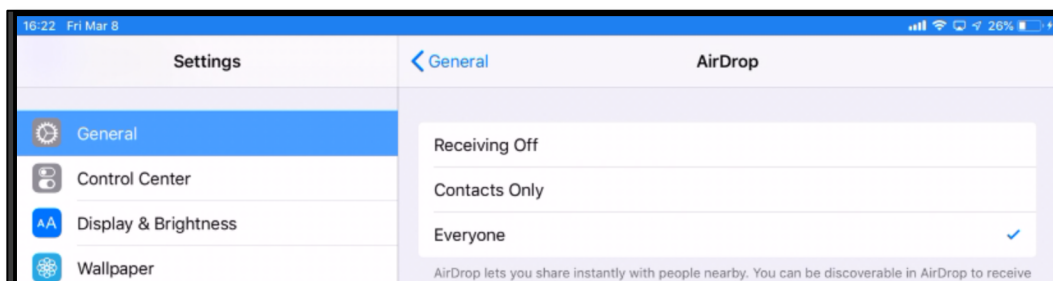 16:22 Fri Mar 8 26%
Settings
General
AirDrop
General
Control Center
AA Display & Brightness
Wallpaper
Receiving Off
Contacts Only
Everyone
AirDrop lets you share instantly with people nearby. You can be discoverable in AirDrop to receive